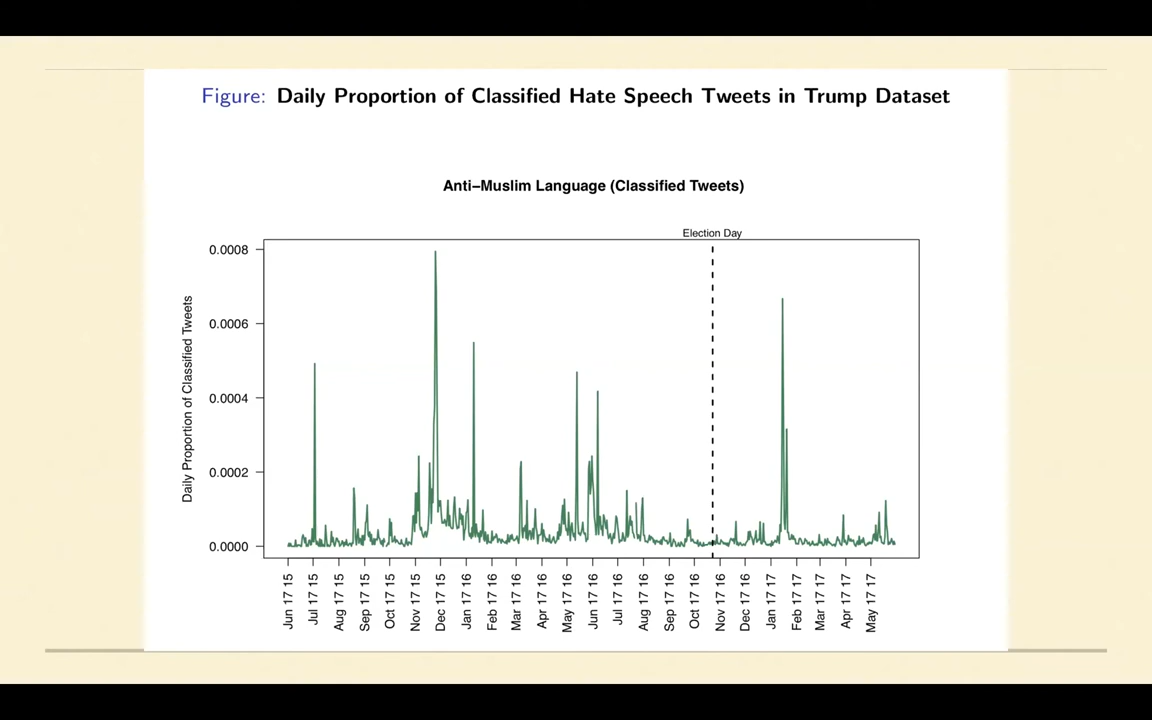 Figure: Daily Proportion of Classified Hate Speech Tweets in Trump Dataset
Anti–Muslim Language (Classified Tweets)
Election Day
Daily Proportion of Classified Tweets
0.0008
0.0006
0.0004
0.0002
0.0000
Jun 17 15
Jul 17 15
Aug 17 15
Sep 17 15
Oct 17 15
Nov 17 15
Dec 17 15
Jan 17 16
Feb 17 16
Mar 17 16
Apr 17 16
May 17 16
Jun 17 16
Jul 17 16
Aug 17 16
Sep 17 16
Oct 17 16
Nov 17 16
Dec 17 16
Jan 17 17
Feb 17 17
Mar 17 17
Apr 17 17
May 17 17